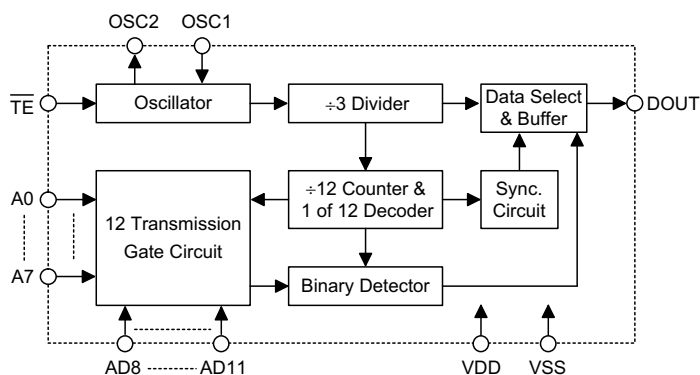 OSC2 OSC1
TE
Oscillator
÷3 Divider
Data Select
& Buffer
DOUT
A0
12 Transmission
Gate Circuit
÷12 Counter &
1 of 12 Decoder
Sync.
Circuit
A7
Binary Detector
AD8 AD11 VDD VSS